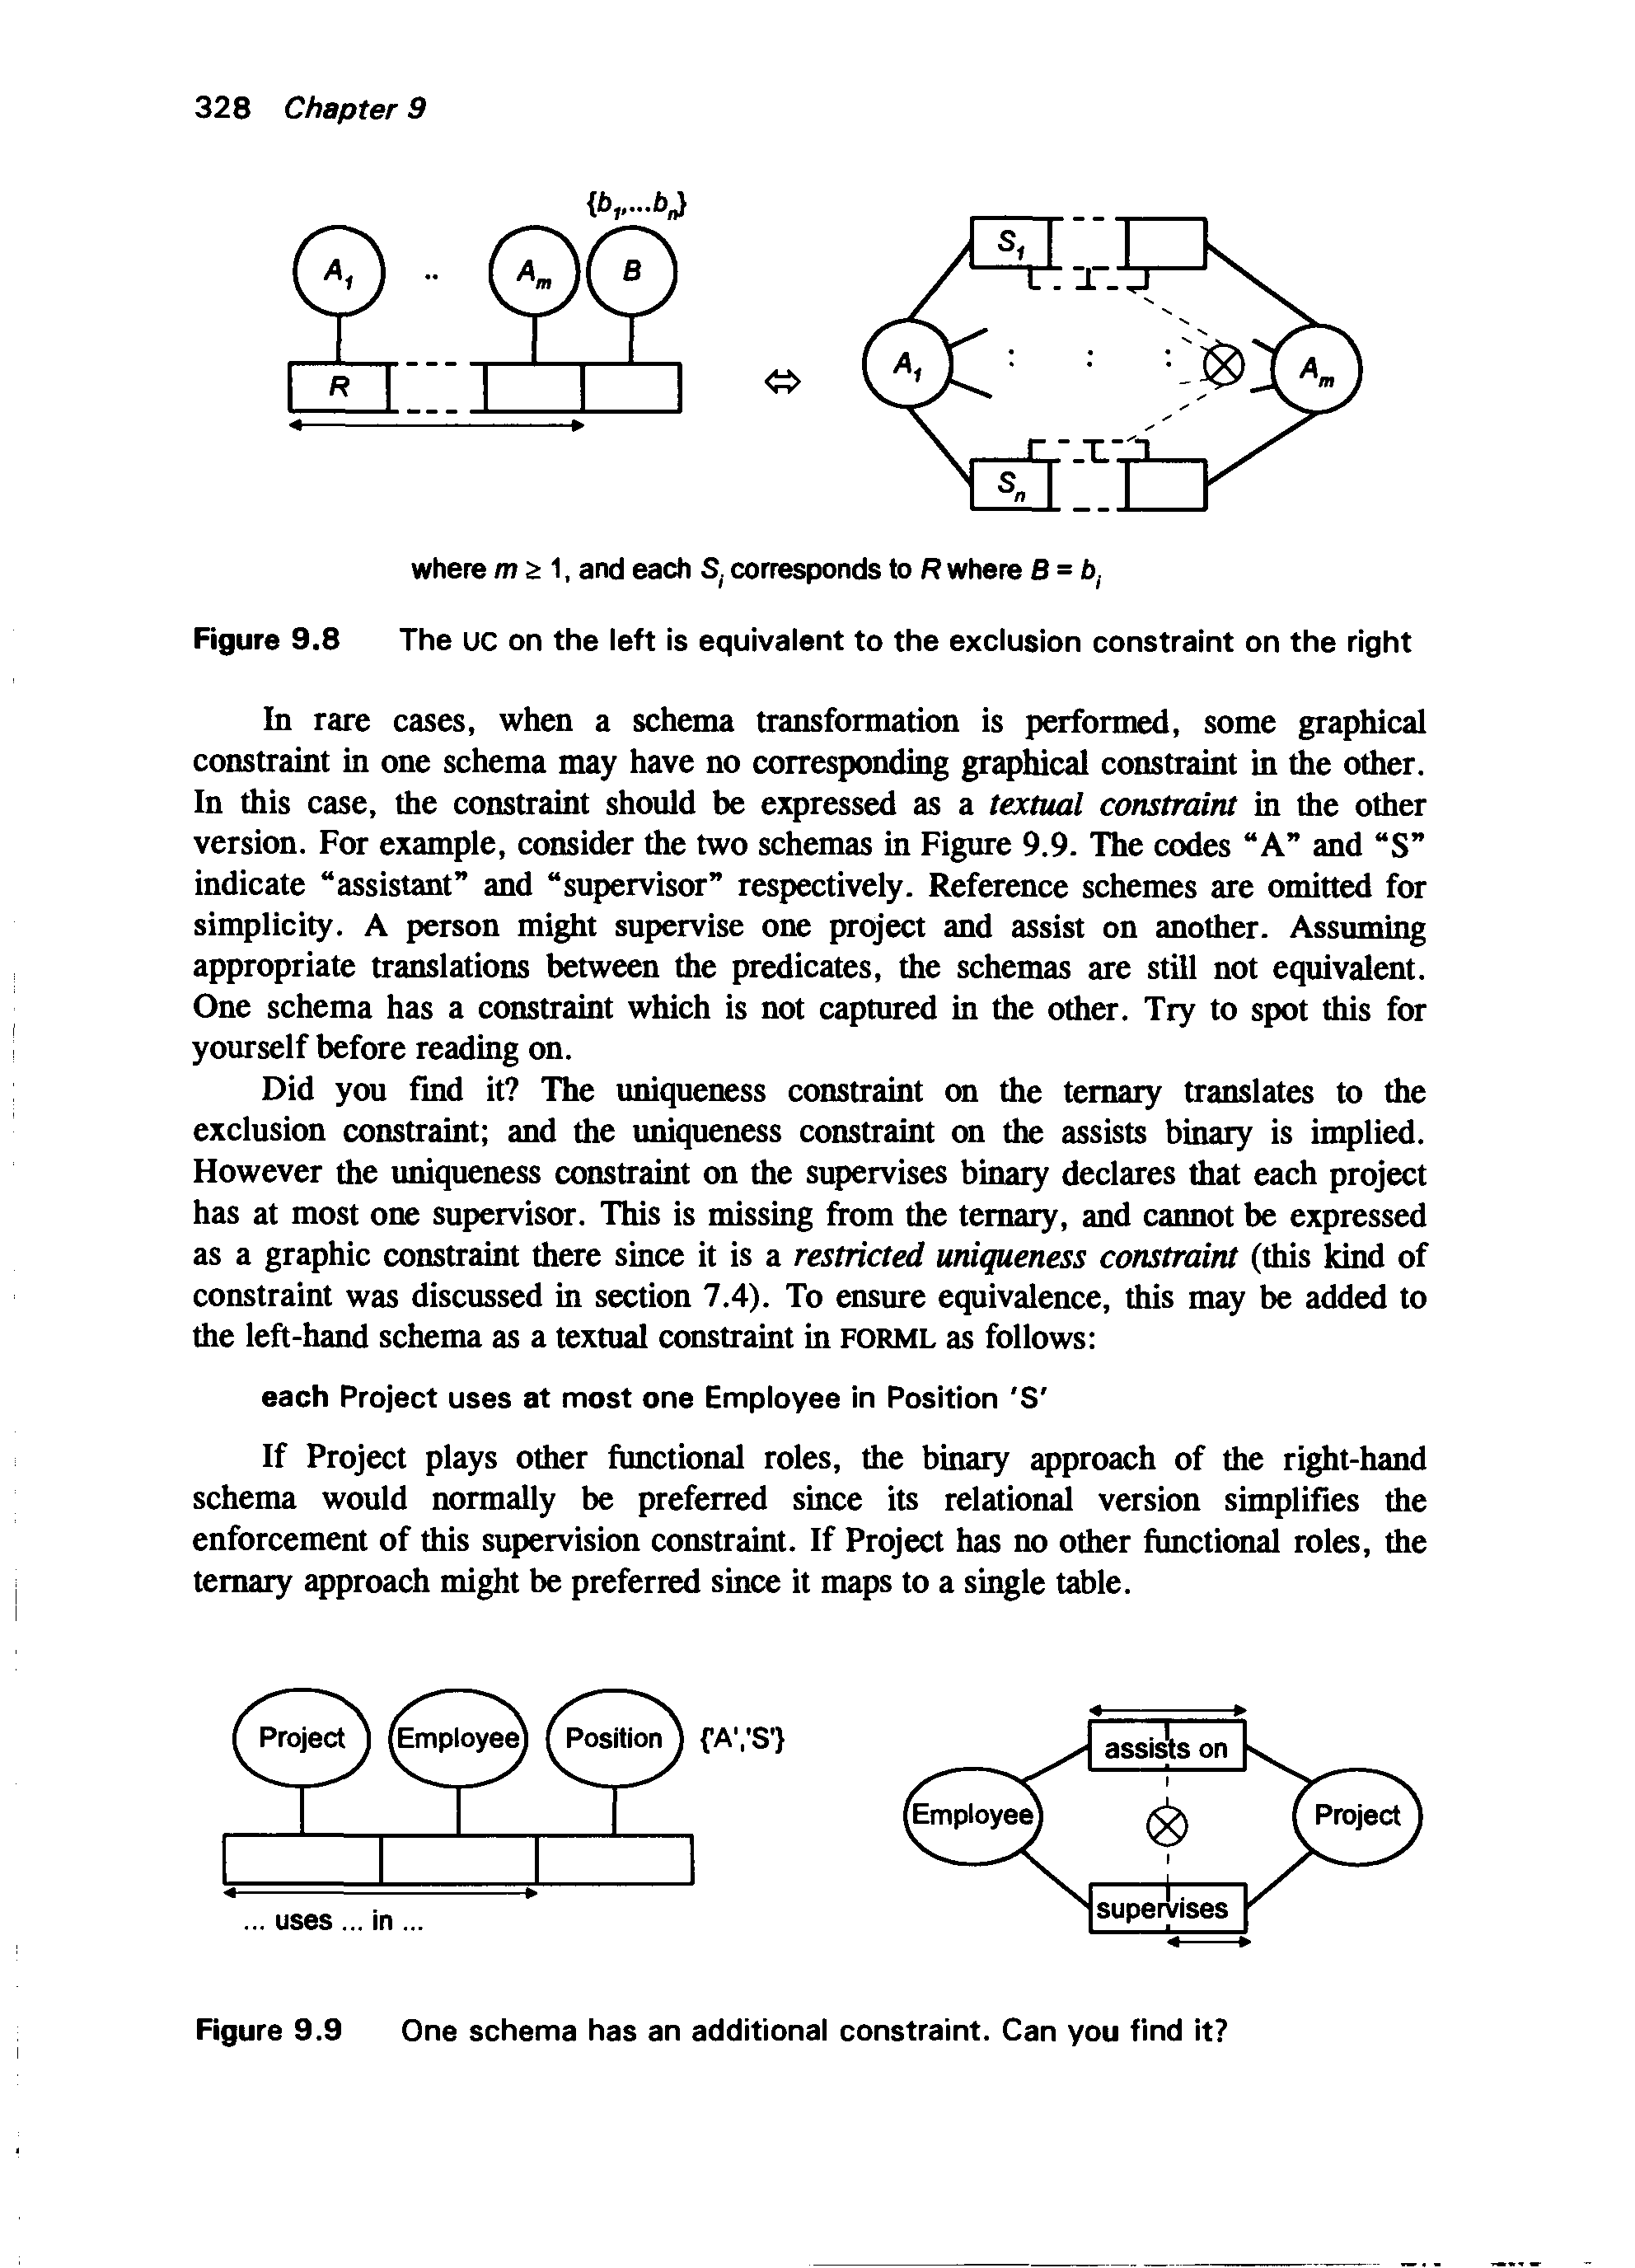 328 Chapter 9
{b1,...bn}
A1 .. Am B
R
⇔
S1
A1 : : : Am
Sn
where m ≥ 1, and each Si corresponds to R where B = bi
Figure 9.8 The UC on the left is equivalent to the exclusion constraint on the right
In rare cases, when a schema transformation is performed, some graphical
constraint in one schema may have no corresponding graphical constraint in the other.
In this case, the constraint should be expressed as a textual constraint in the other
version. For example, consider the two schemas in Figure 9.9. The codes “A” and “S”
indicate “assistant” and “supervisor” respectively. Reference schemes are omitted for
simplicity. A person might supervise one project and assist on another. Assuming
appropriate translations between the predicates, the schemas are still not equivalent.
One schema has a constraint which is not captured in the other. Try to spot this for
yourself before reading on.
Did you find it? The uniqueness constraint on the ternary translates to the
exclusion constraint; and the uniqueness constraint on the assists binary is implied.
However the uniqueness constraint on the supervises binary declares that each project
has at most one supervisor. This is missing from the ternary, and cannot be expressed
as a graphic constraint there since it is a restricted uniqueness constraint (this kind of
constraint was discussed in section 7.4). To ensure equivalence, this may be added to
the left-hand schema as a textual constraint in FORML as follows:
each Project uses at most one Employee in Position 'S'
If Project plays other functional roles, the binary approach of the right-hand
schema would normally be preferred since its relational version simplifies the
enforcement of this supervision constraint. If Project has no other functional roles, the
ternary approach might be preferred since it maps to a single table.
Project Employee Position {'A','S'}
... uses ... in ...
assists on
Employee Project
supervises
Figure 9.9 One schema has an additional constraint. Can you find it?